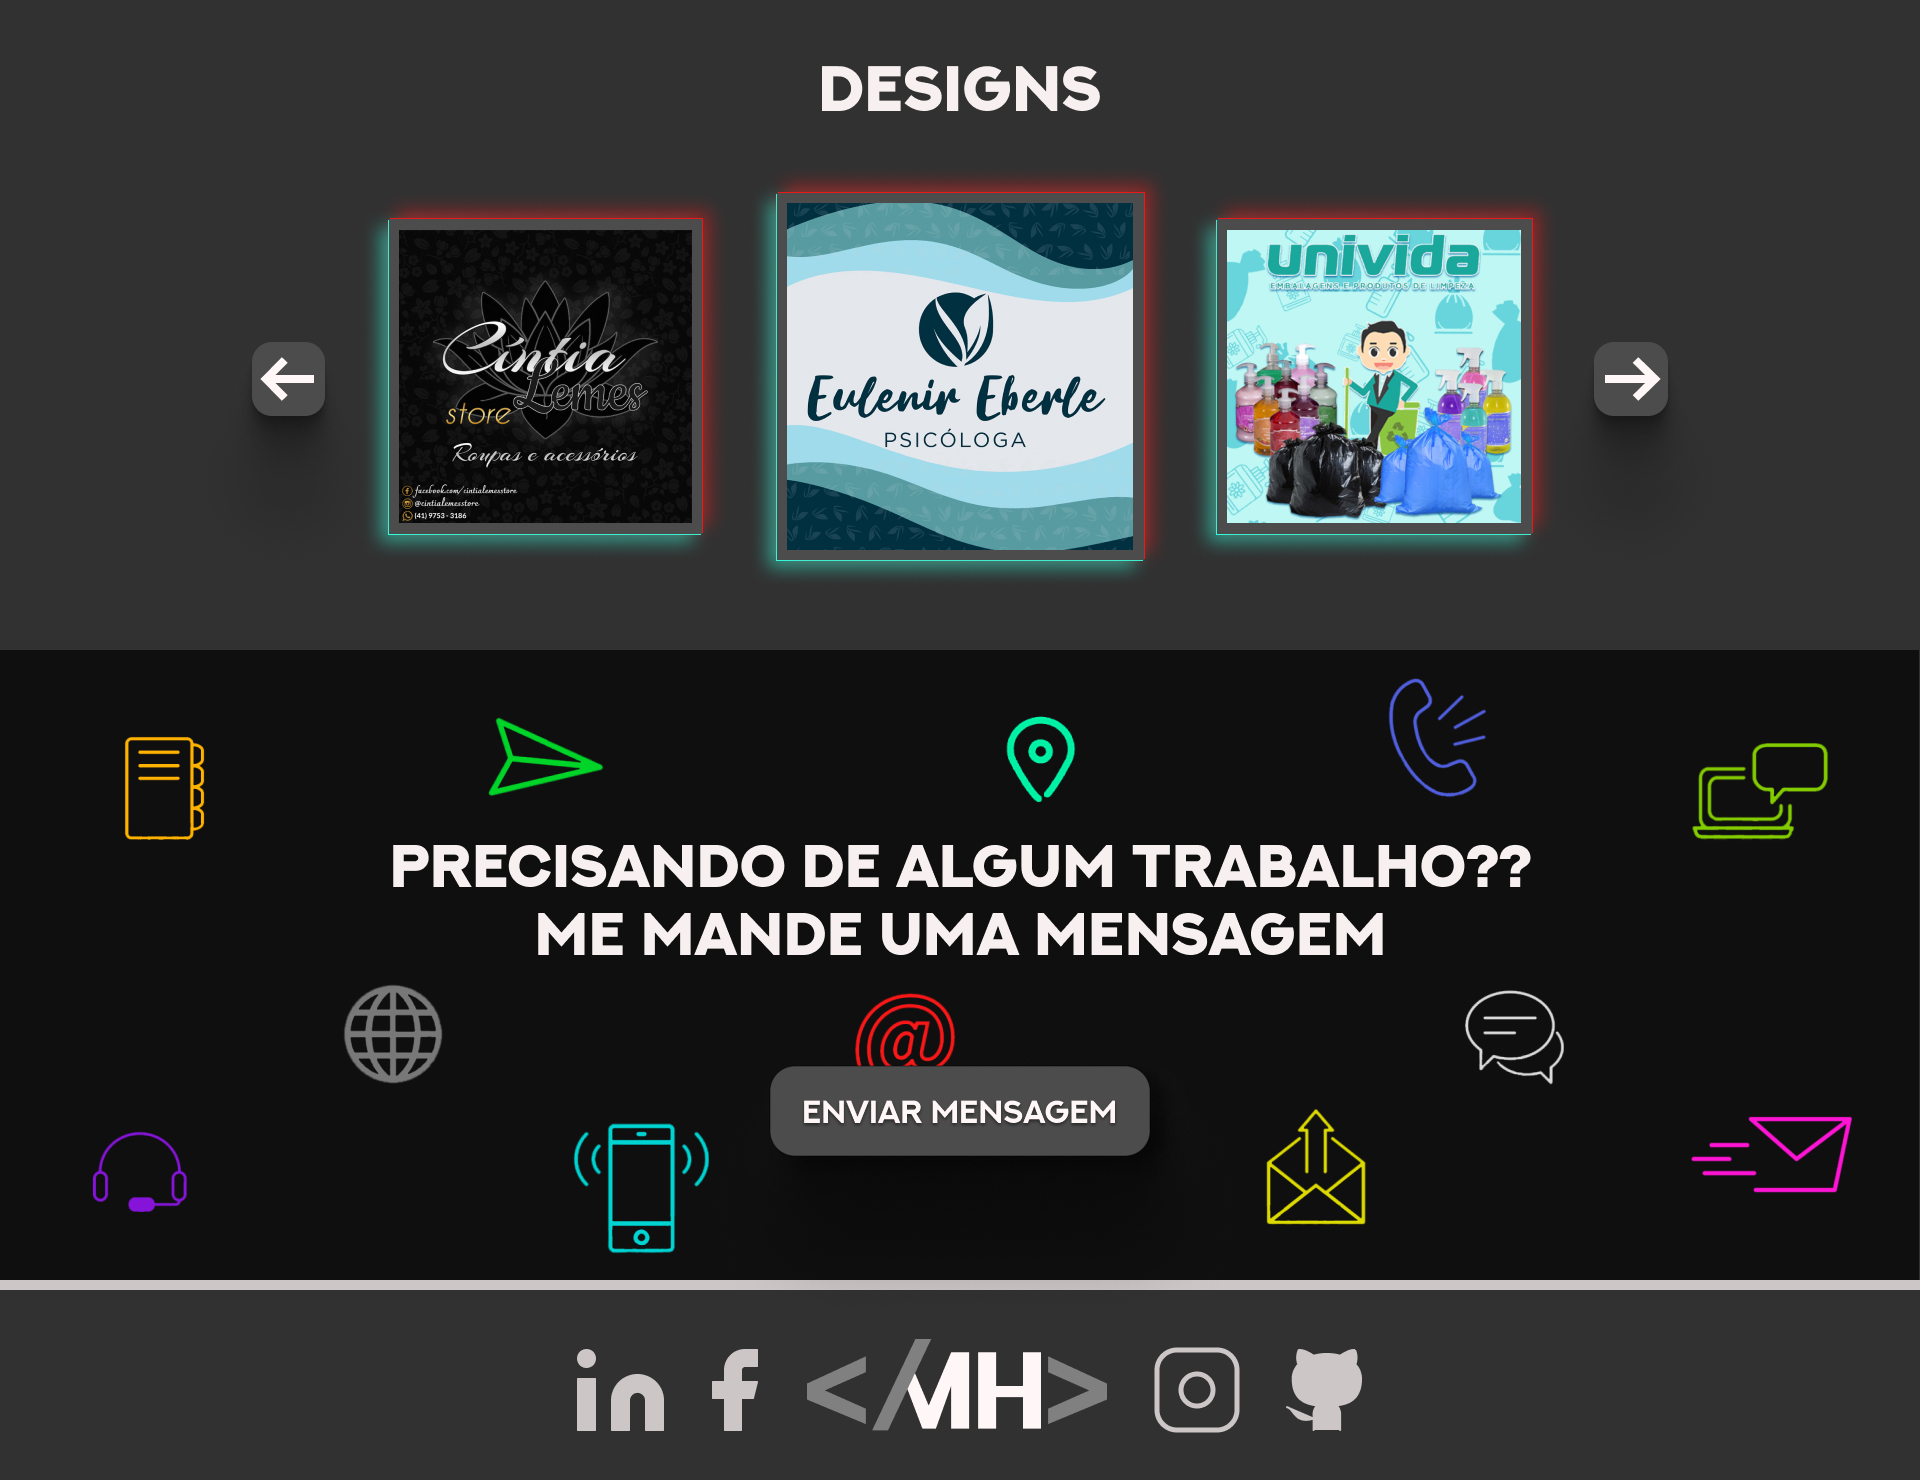 DESIGNS
Cíntia
Lemes
store
Roupas e acessórios
facebook.com/cintialemesstore
@cintialemesstore
(41) 9753 - 3186
Eulenir Eberle
PSICÓLOGA
univida
EMBALAGENS E PRODUTOS DE LIMPEZA
PRECISANDO DE ALGUM TRABALHO??
ME MANDE UMA MENSAGEM
@
ENVIAR MENSAGEM
in f </MH>